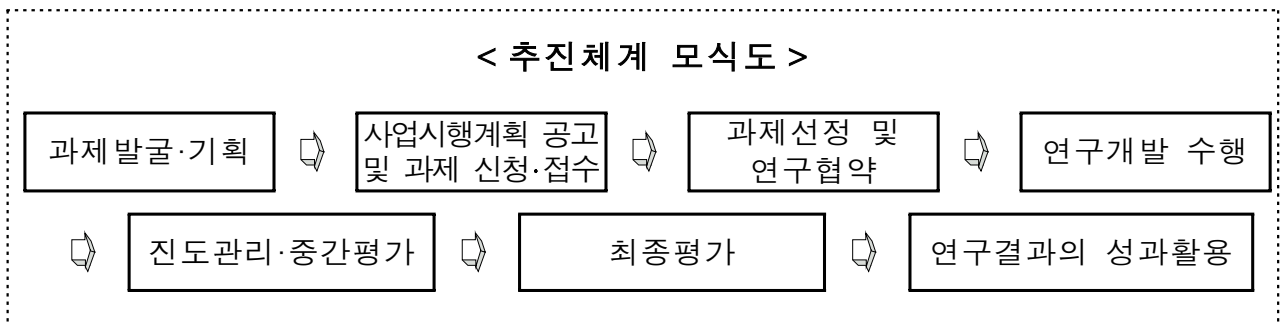 < 추진체계 모식도 >
과제발굴·기획
사업시행계획 공고
및 과제 신청·접수
과제선정 및
연구협약
연구개발 수행
진도관리·중간평가
최종평가
연구결과의 성과활용